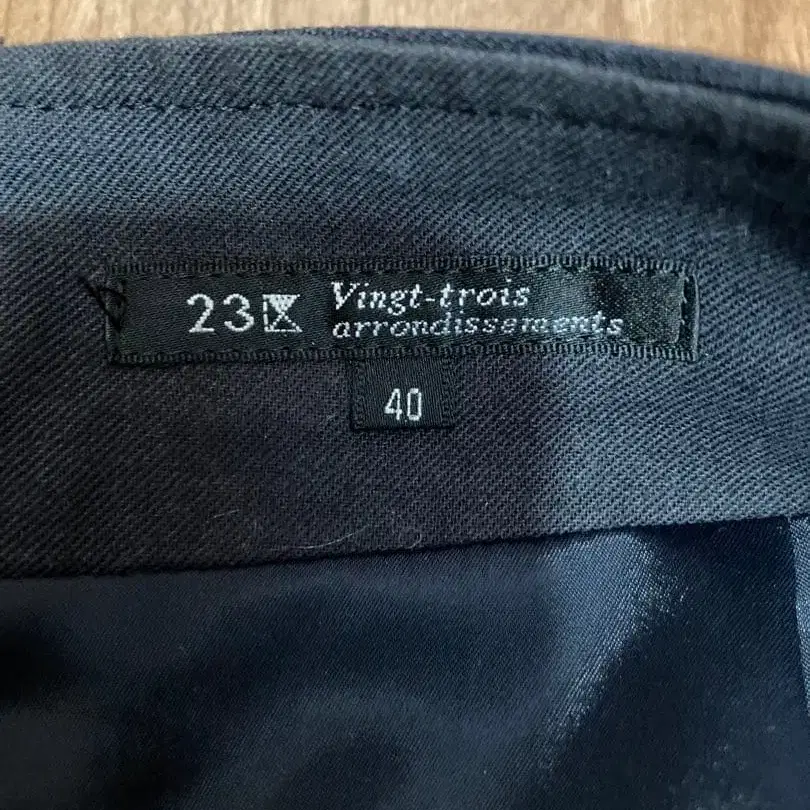 23区
Vingt-trois
arrondissements
40